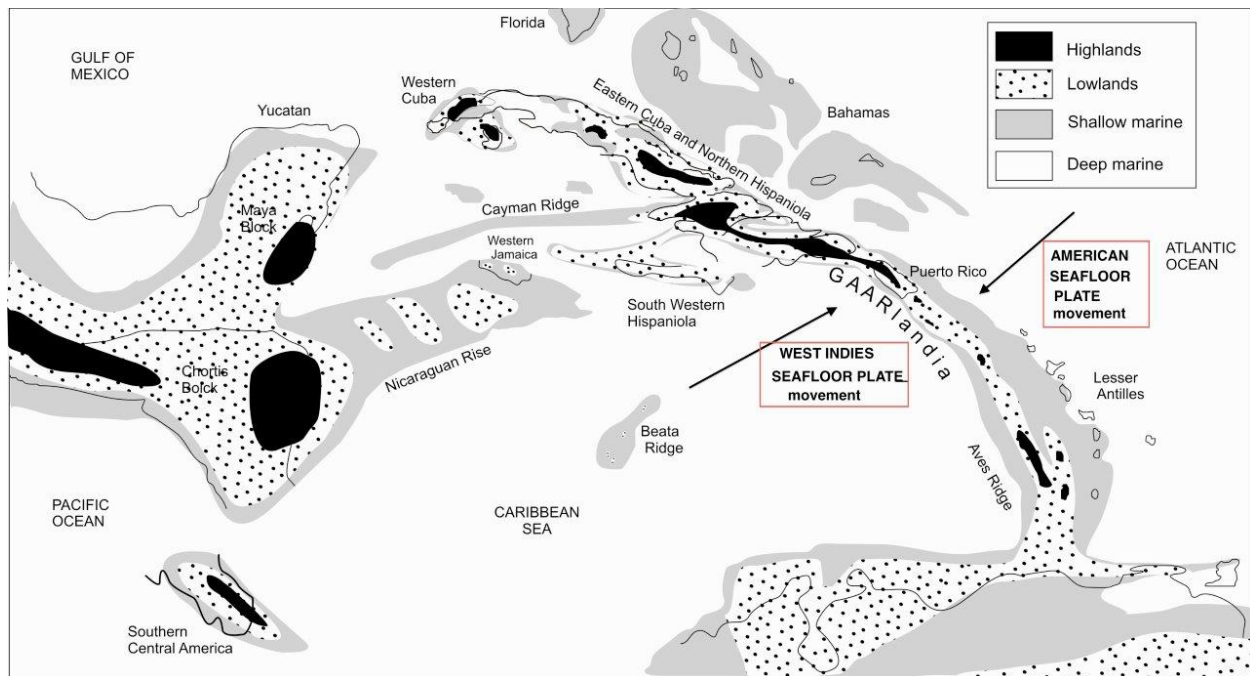 Florida
GULF OF
MEXICO
Western
Cuba
Yucatan
Eastern Cuba and Northern Hispaniola
Bahamas
Highlands
Lowlands
Shallow marine
Deep marine
Maya
Block
Cayman Ridge
Western
Jamaica
Puerto Rico
ATLANTIC
OCEAN
AMERICAN
SEAFLOOR
PLATE
movement
South Western
Hispaniola
GAARlandia
WEST INDIES
SEAFLOOR PLATE
movement
Chortis
Bolck
Nicaraguan Rise
Lesser
Antilles
Beata
Ridge
Aves Ridge
PACIFIC
OCEAN
CARIBBEAN
SEA
Southern
Central America